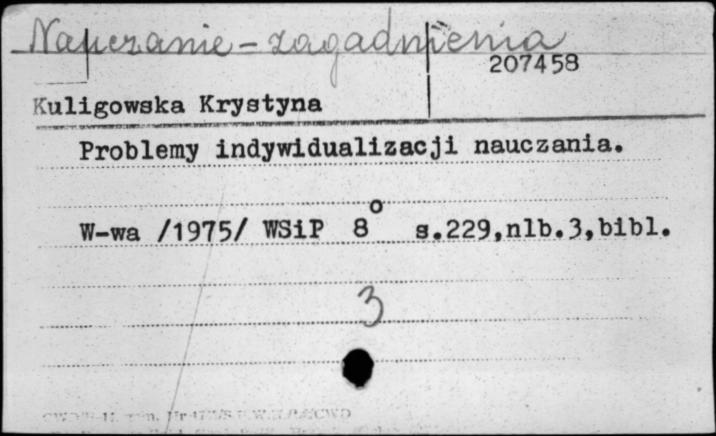 Nauczanie - zagadnienia
207458
Kuligowska Krystyna
Problemy indywidualizacji nauczania.
W-wa /1975/ WSiP 8° s.229,nlb.3,bibl.
3